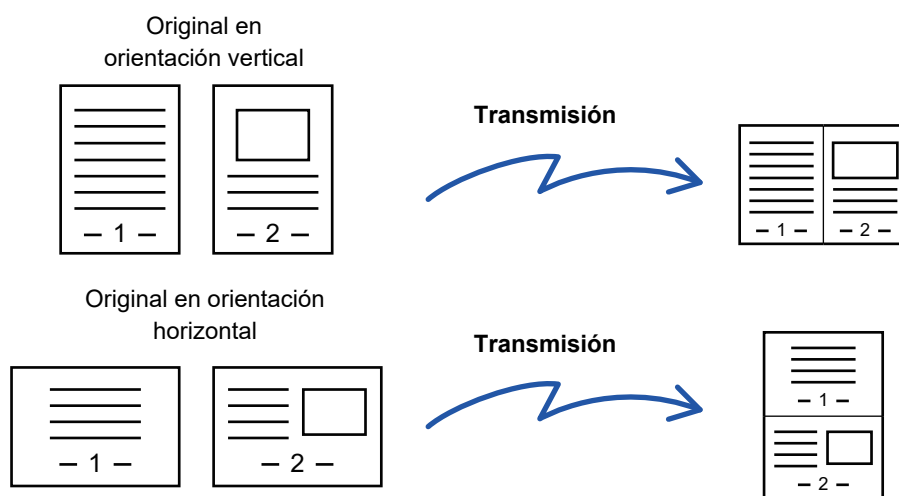 Original en
orientación vertical
Transmisión
– 1 –
– 2 –
– 1 –
– 2 –
Original en orientación
horizontal
Transmisión
– 1 –
– 1 –
– 2 –
– 2 –